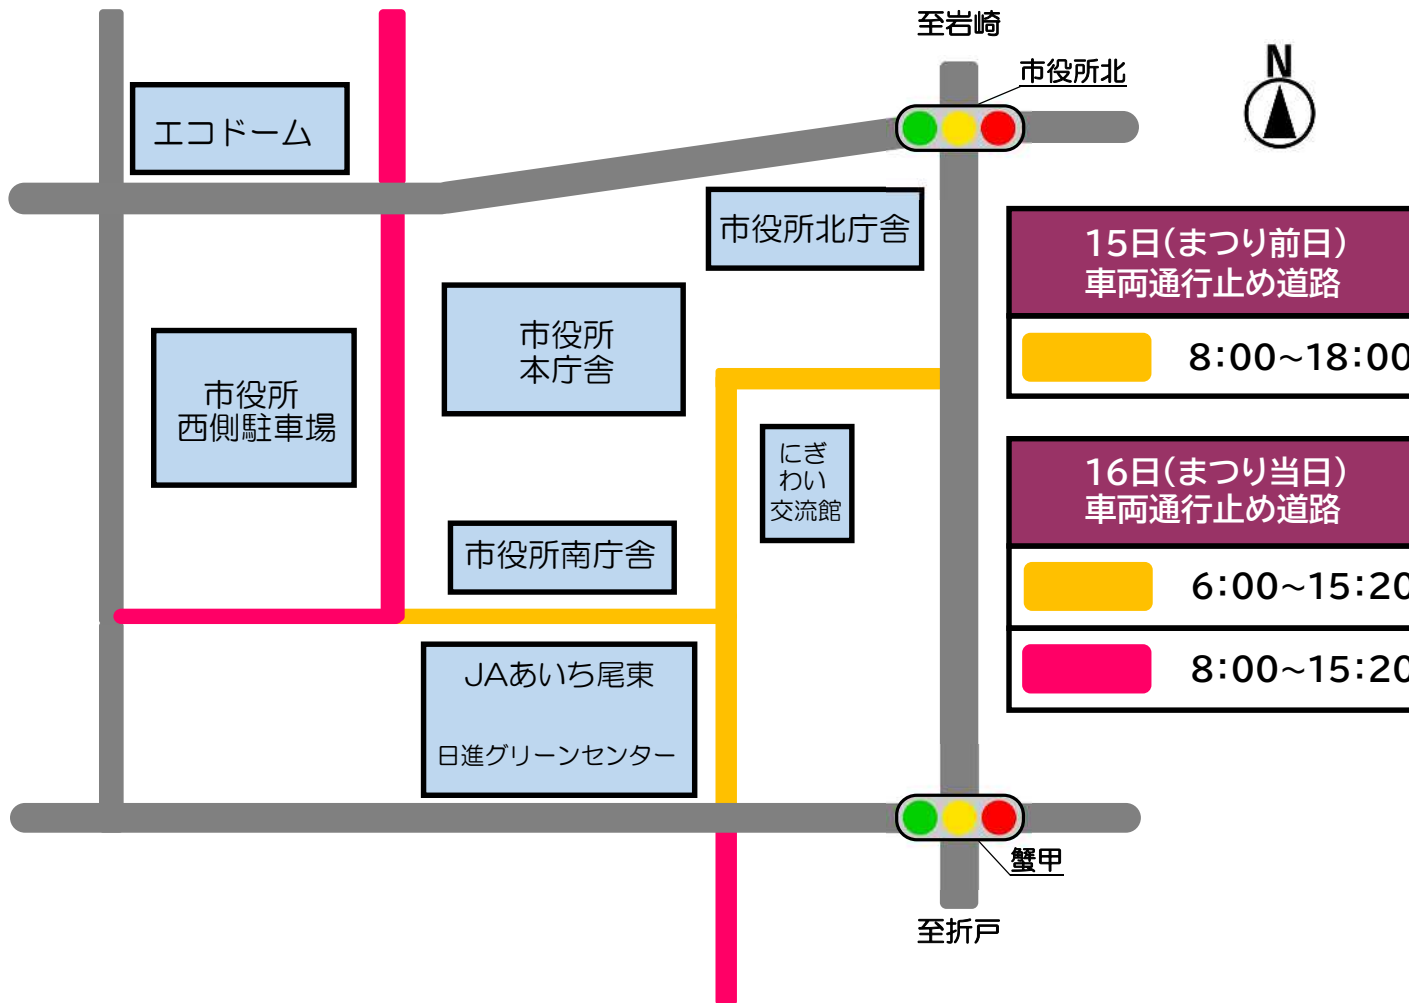 至岩崎
市役所北
N
エコドーム
市役所北庁舎
市役所
本庁舎
市役所
西側駐車場
にぎ
わい
交流館
市役所南庁舎
JAあいち尾東
日進グリーンセンター
蟹甲
至折戸
15日(まつり前日)
車両通行止め道路
8:00~18:00
16日(まつり当日)
車両通行止め道路
6:00~15:20
8:00~15:20